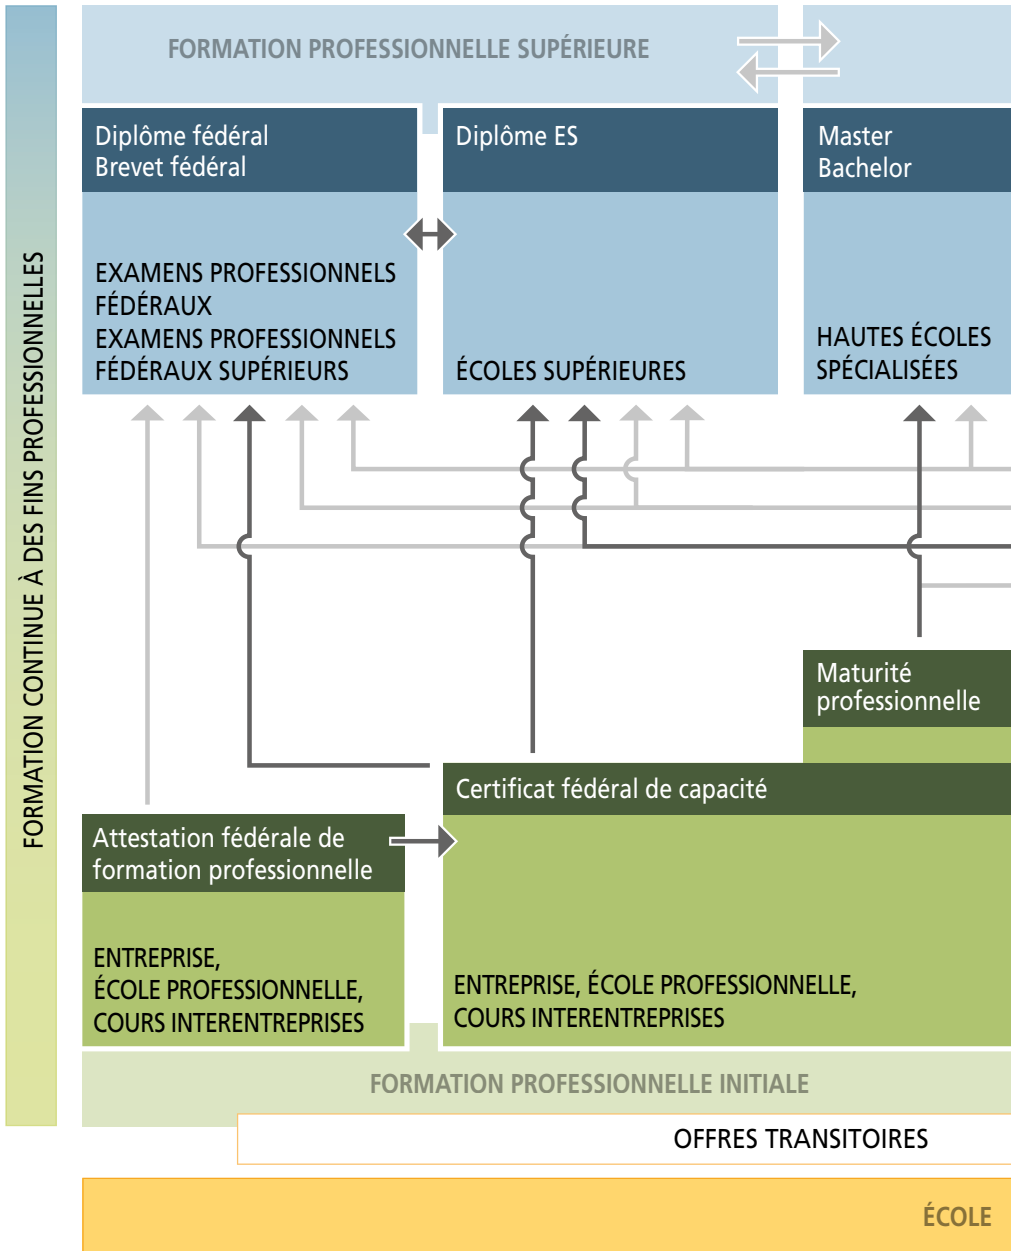 FORMATION PROFESSIONNELLE SUPÉRIEURE
Diplôme fédéral
Brevet fédéral
Diplôme ES
Master
Bachelor
EXAMENS PROFESSIONNELS
FÉDÉRAUX
EXAMENS PROFESSIONNELS
FÉDÉRAUX SUPÉRIEURS
ÉCOLES SUPÉRIEURES
HAUTES ÉCOLES
SPÉCIALISÉES
FORMATION CONTINUE À DES FINS PROFESSIONNELLES
Maturité
professionnelle
Certificat fédéral de capacité
Attestation fédérale de
formation professionnelle
ENTREPRISE,
ÉCOLE PROFESSIONNELLE,
COURS INTERENTREPRISES
ENTREPRISE, ÉCOLE PROFESSIONNELLE,
COURS INTERENTREPRISES
FORMATION PROFESSIONNELLE INITIALE
OFFRES TRANSITOIRES
ÉCOLE